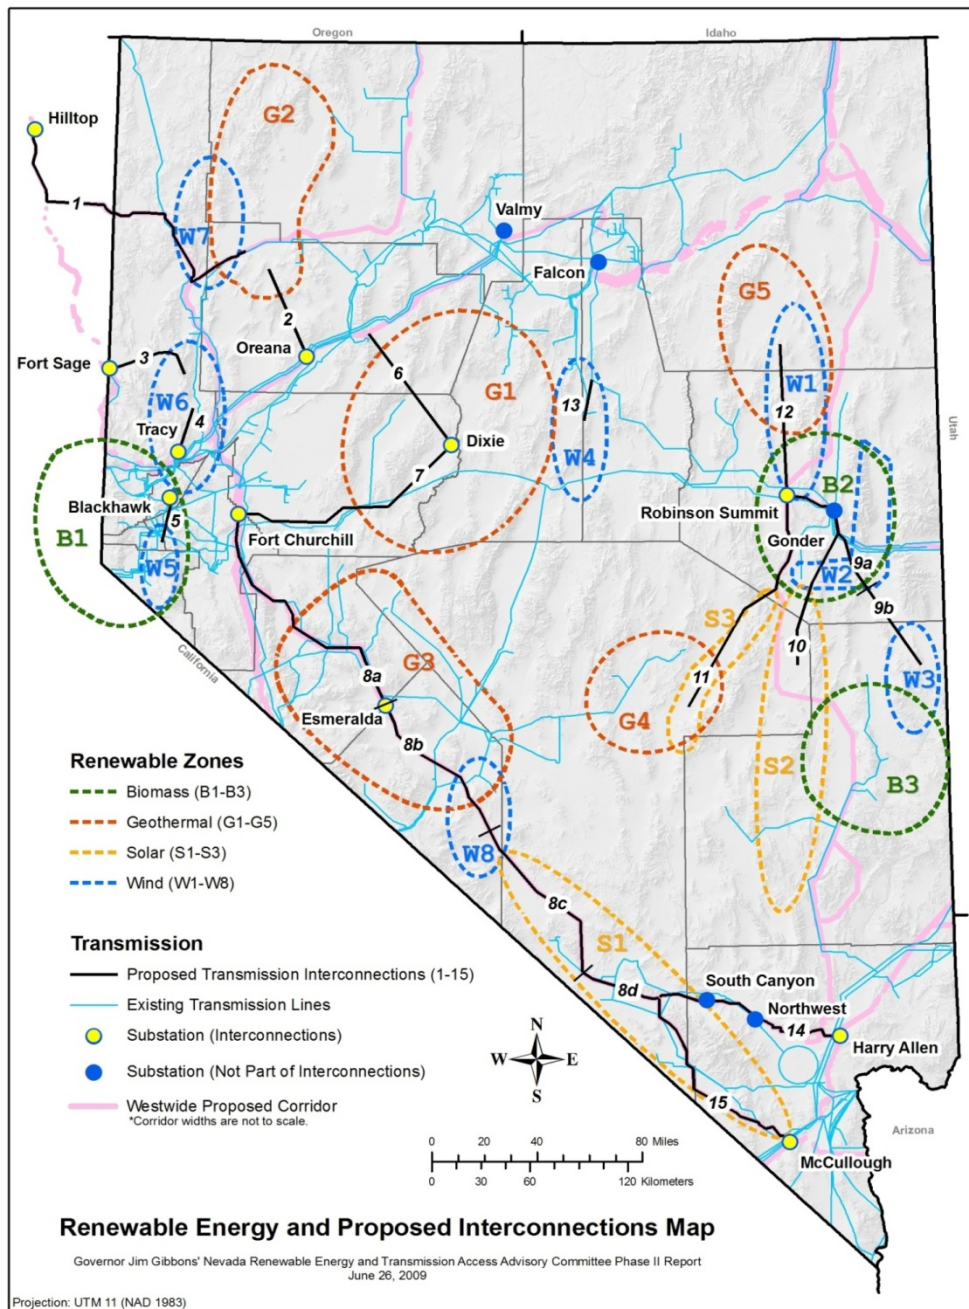 Oregon
Idaho
Hilltop
G2
1
W7
Valmy
Falcon
G5
2
Oreana
Fort Sage
3
6
G1
W1
12
W6
4
13
Tracy
Dixie
W4
Utah
7
B2
Blackhawk
5
Robinson Summit
B1
Fort Churchill
Gonder
W5
W2
9a
9b
S3
10
California
G3
8a
11
W3
G4
Esmeralda
8b
S2
B3
W8
8c
S1
8d
South Canyon
Northwest
14
Harry Allen
15
Arizona
McCullough
Renewable Zones
Biomass (B1-B3)
Geothermal (G1-G5)
Solar (S1-S3)
Wind (W1-W8)
Transmission
Proposed Transmission Interconnections (1-15)
Existing Transmission Lines
Substation (Interconnections)
Substation (Not Part of Interconnections)
Westwide Proposed Corridor
*Corridor widths are not to scale.
N
W E
S
0 20 40 80 Miles
0 30 60 120 Kilometers
Renewable Energy and Proposed Interconnections Map
Governor Jim Gibbons' Nevada Renewable Energy and Transmission Access Advisory Committee Phase II Report
June 26, 2009
Projection: UTM 11 (NAD 1983)